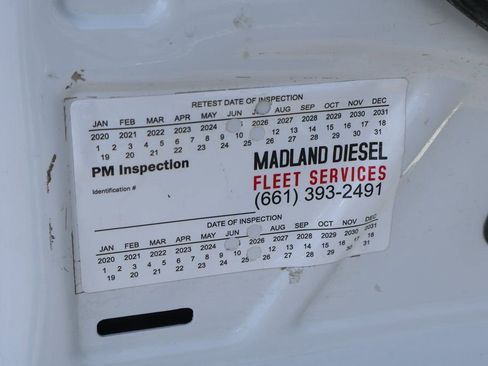 RETEST DATE OF INSPECTION
JAN FEB MAR APR MAY JUN AUG SEP OCT NOV DEC
2020 2021 2022 2023 2024 2026 2027 2028 2029 2030 2031
1 2 3 4 5 6 7 8 9 10 12 13 14 15 16 17 18
19 20 21 22 23 24 25 26 28 29 30 31
PM Inspection
Identification #
MADLAND DIESEL
FLEET SERVICES
(661) 393-2491
DATE OF INSPECTION
JAN FEB MAR APR MAY JUN AUG SEP OCT NOV DEC
2020 2021 2022 2023 2024 2026 2027 2028 2029 2030 2031
1 2 3 4 5 6 7 8 9 10 12 13 14 15 16 17 18
19 20 21 22 23 24 25 26 28 29 30 31